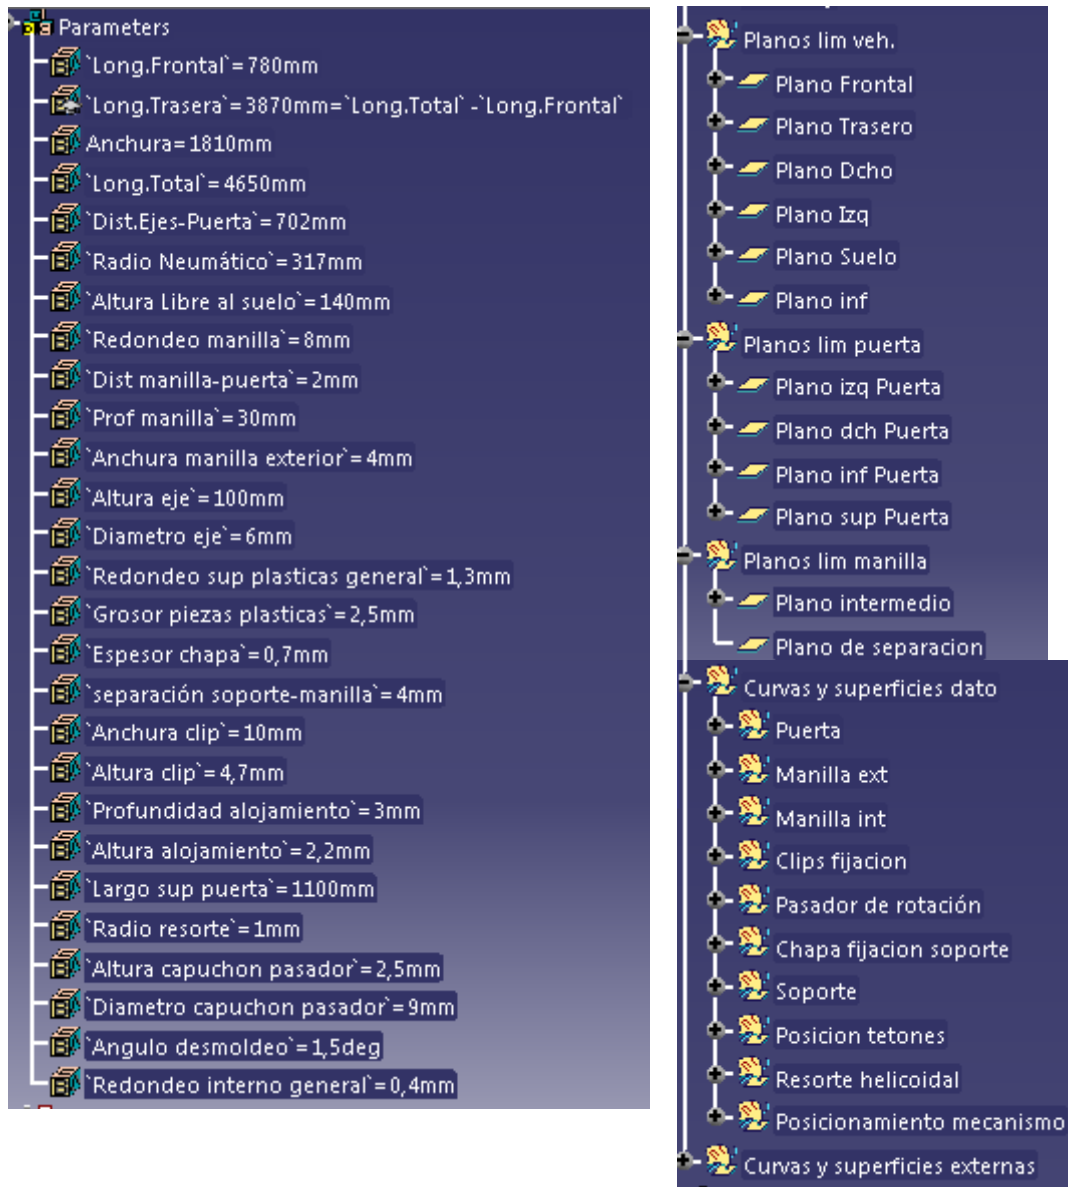 Parameters
`Long.Frontal`=780mm
`Long.Trasera`=3870mm=`Long.Total` -`Long.Frontal`
Anchura=1810mm
`Long.Total`=4650mm
`Dist.Ejes-Puerta`=702mm
`Radio Neumático`=317mm
`Altura Libre al suelo`=140mm
`Redondeo manilla`=8mm
`Dist manilla-puerta`=2mm
`Prof manilla`=30mm
`Anchura manilla exterior`=4mm
`Altura eje`=100mm
`Diametro eje`=6mm
`Redondeo sup plasticas general`=1,3mm
`Grosor piezas plasticas`=2,5mm
`Espesor chapa`=0,7mm
`separación soporte-manilla`=4mm
`Anchura clip`=10mm
`Altura clip`=4,7mm
`Profundidad alojamiento`=3mm
`Altura alojamiento`=2,2mm
`Largo sup puerta`=1100mm
`Radio resorte`=1mm
`Altura capuchon pasador`=2,5mm
`Diametro capuchon pasador`=9mm
`Angulo desmoldeo`=1,5deg
`Redondeo interno general`=0,4mm
Planos lim veh.
Plano Frontal
Plano Trasero
Plano Dcho
Plano Izq
Plano Suelo
Plano inf
Planos lim puerta
Plano izq Puerta
Plano dch Puerta
Plano inf Puerta
Plano sup Puerta
Planos lim manilla
Plano intermedio
Plano de separacion
Curvas y superficies dato
Puerta
Manilla ext
Manilla int
Clips fijacion
Pasador de rotación
Chapa fijacion soporte
Soporte
Posicion tetones
Resorte helicoidal
Posicionamiento mecanismo
Curvas y superficies externas